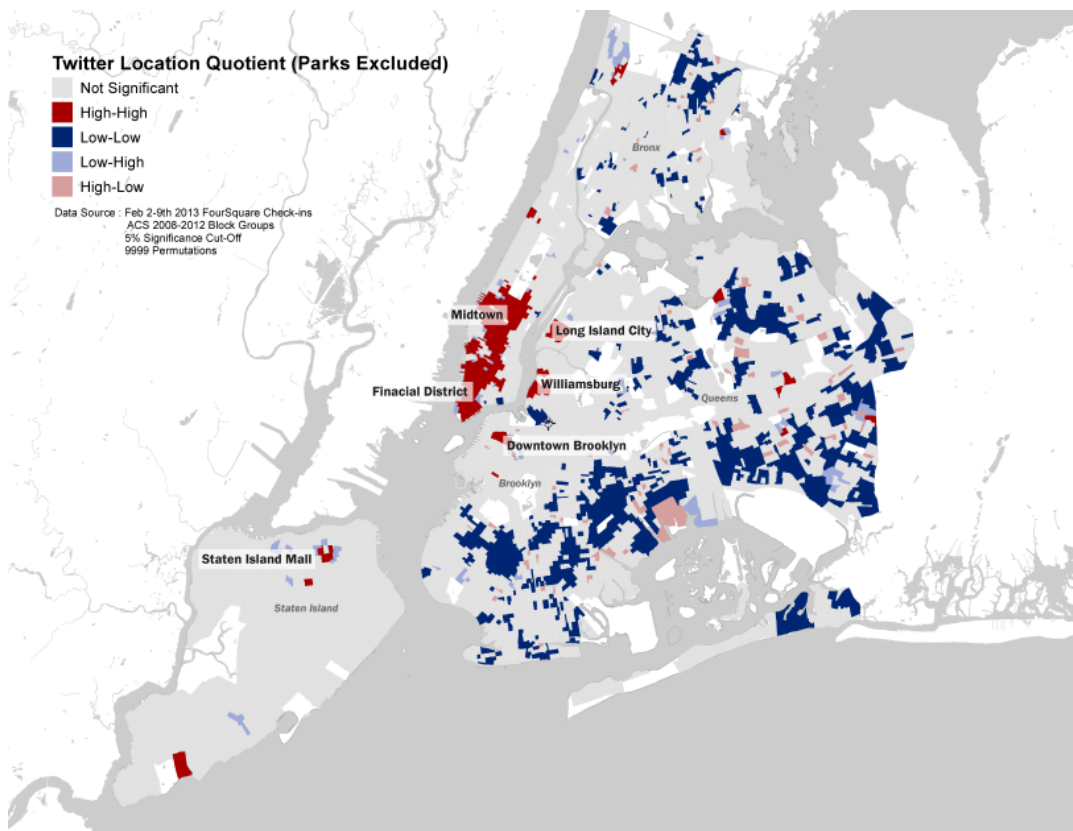 Twitter Location Quotient (Parks Excluded)
Not Significant
High-High
Low-Low
Low-High
High-Low
Data Source : Feb 2-9th 2013 FourSquare Check-ins
ACS 2008-2012 Block Groups
5% Significance Cut-Off
9999 Permutations
Bronx
Midtown
Long Island City
Williamsburg
Finacial District
Queens
Downtown Brooklyn
Brooklyn
Staten Island Mall
Staten Island